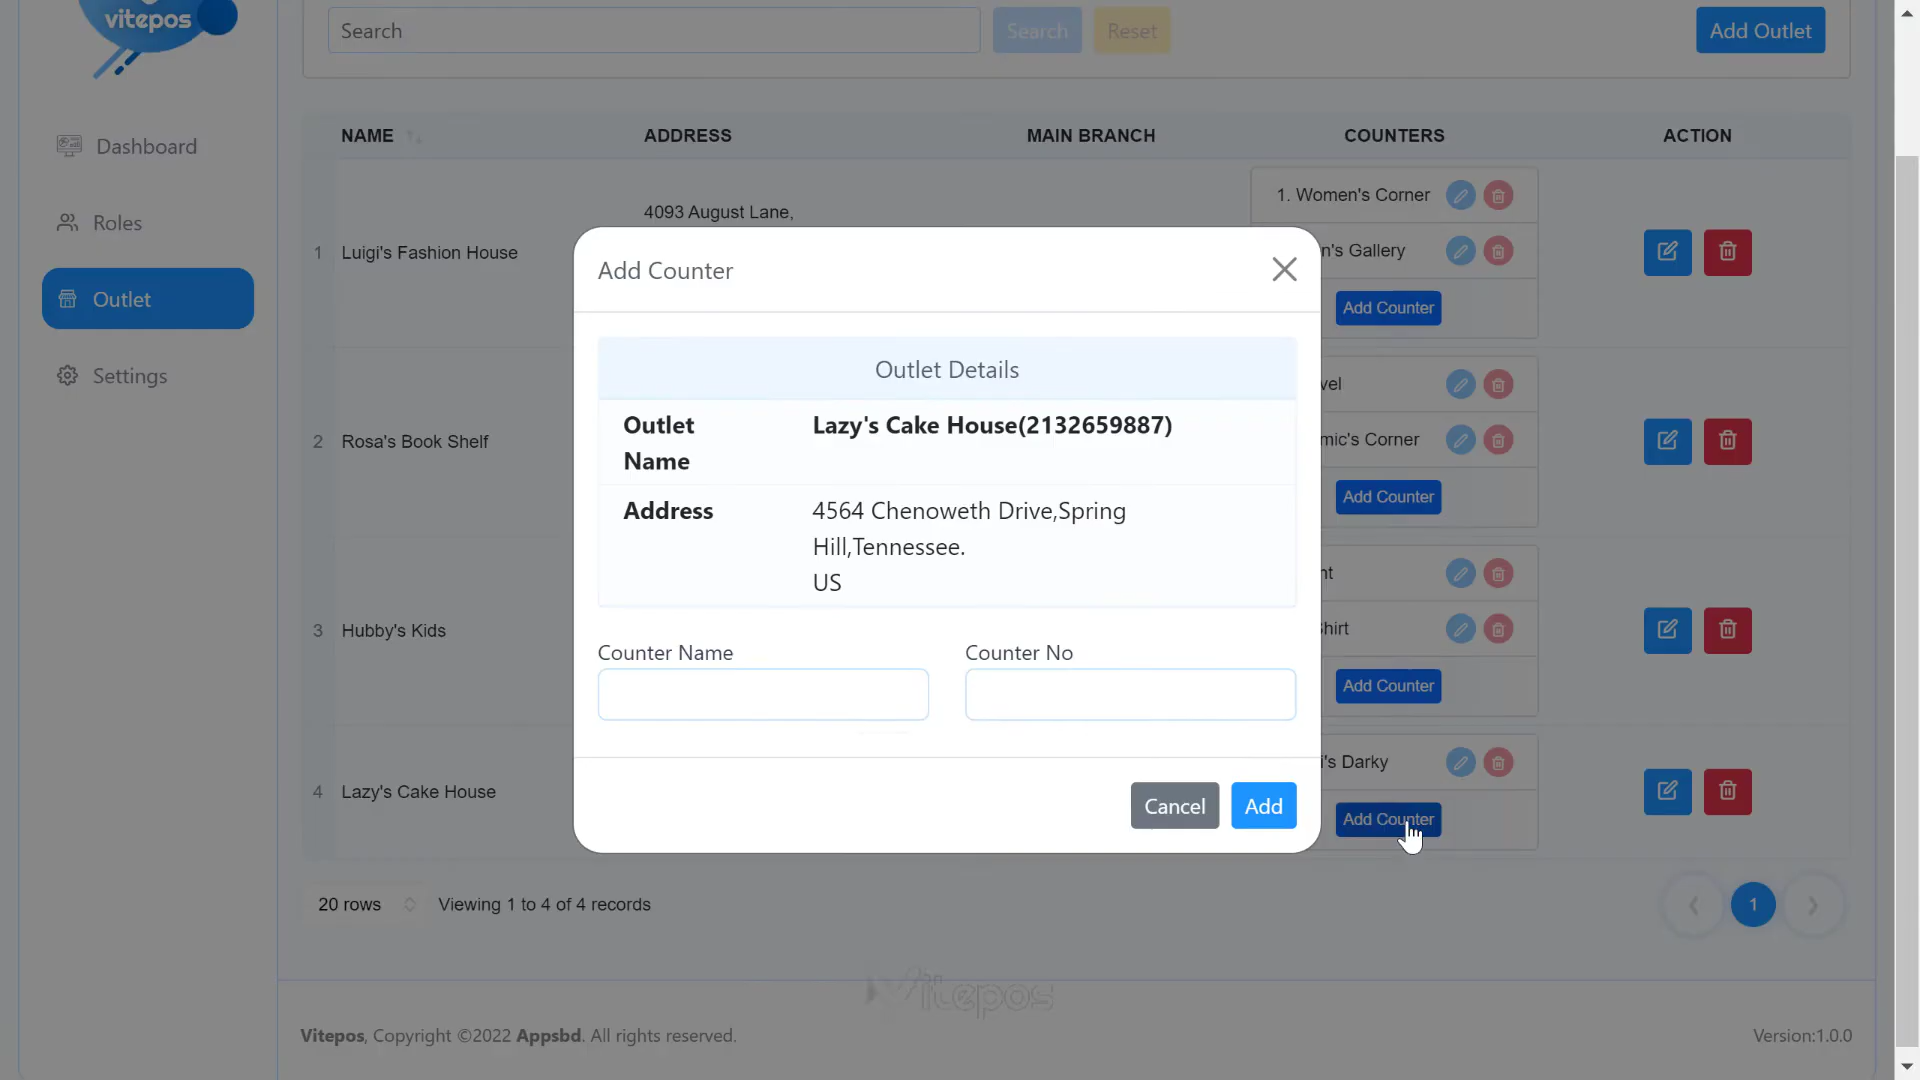 vitepos
Search
Search
Reset
Add Outlet
Dashboard
Roles
Outlet
Settings
NAME
ADDRESS
MAIN BRANCH
COUNTERS
ACTION
1
Luigi's Fashion House
4093 August Lane,
1. Women's Corner
n's Gallery
Add Counter
2
Rosa's Book Shelf
vel
mic's Corner
Add Counter
3
Hubby's Kids
nt
Shirt
Add Counter
4
Lazy's Cake House
i's Darky
Add Counter
Add Counter
Outlet Details
Outlet
Name
Lazy's Cake House(2132659887)
Address
4564 Chenoweth Drive,Spring
Hill,Tennessee.
US
Counter Name
Counter No
Cancel
Add
20 rows
Viewing 1 to 4 of 4 records
1
Vitepos
Vitepos, Copyright ©2022 Appsbd. All rights reserved.
Version:1.0.0